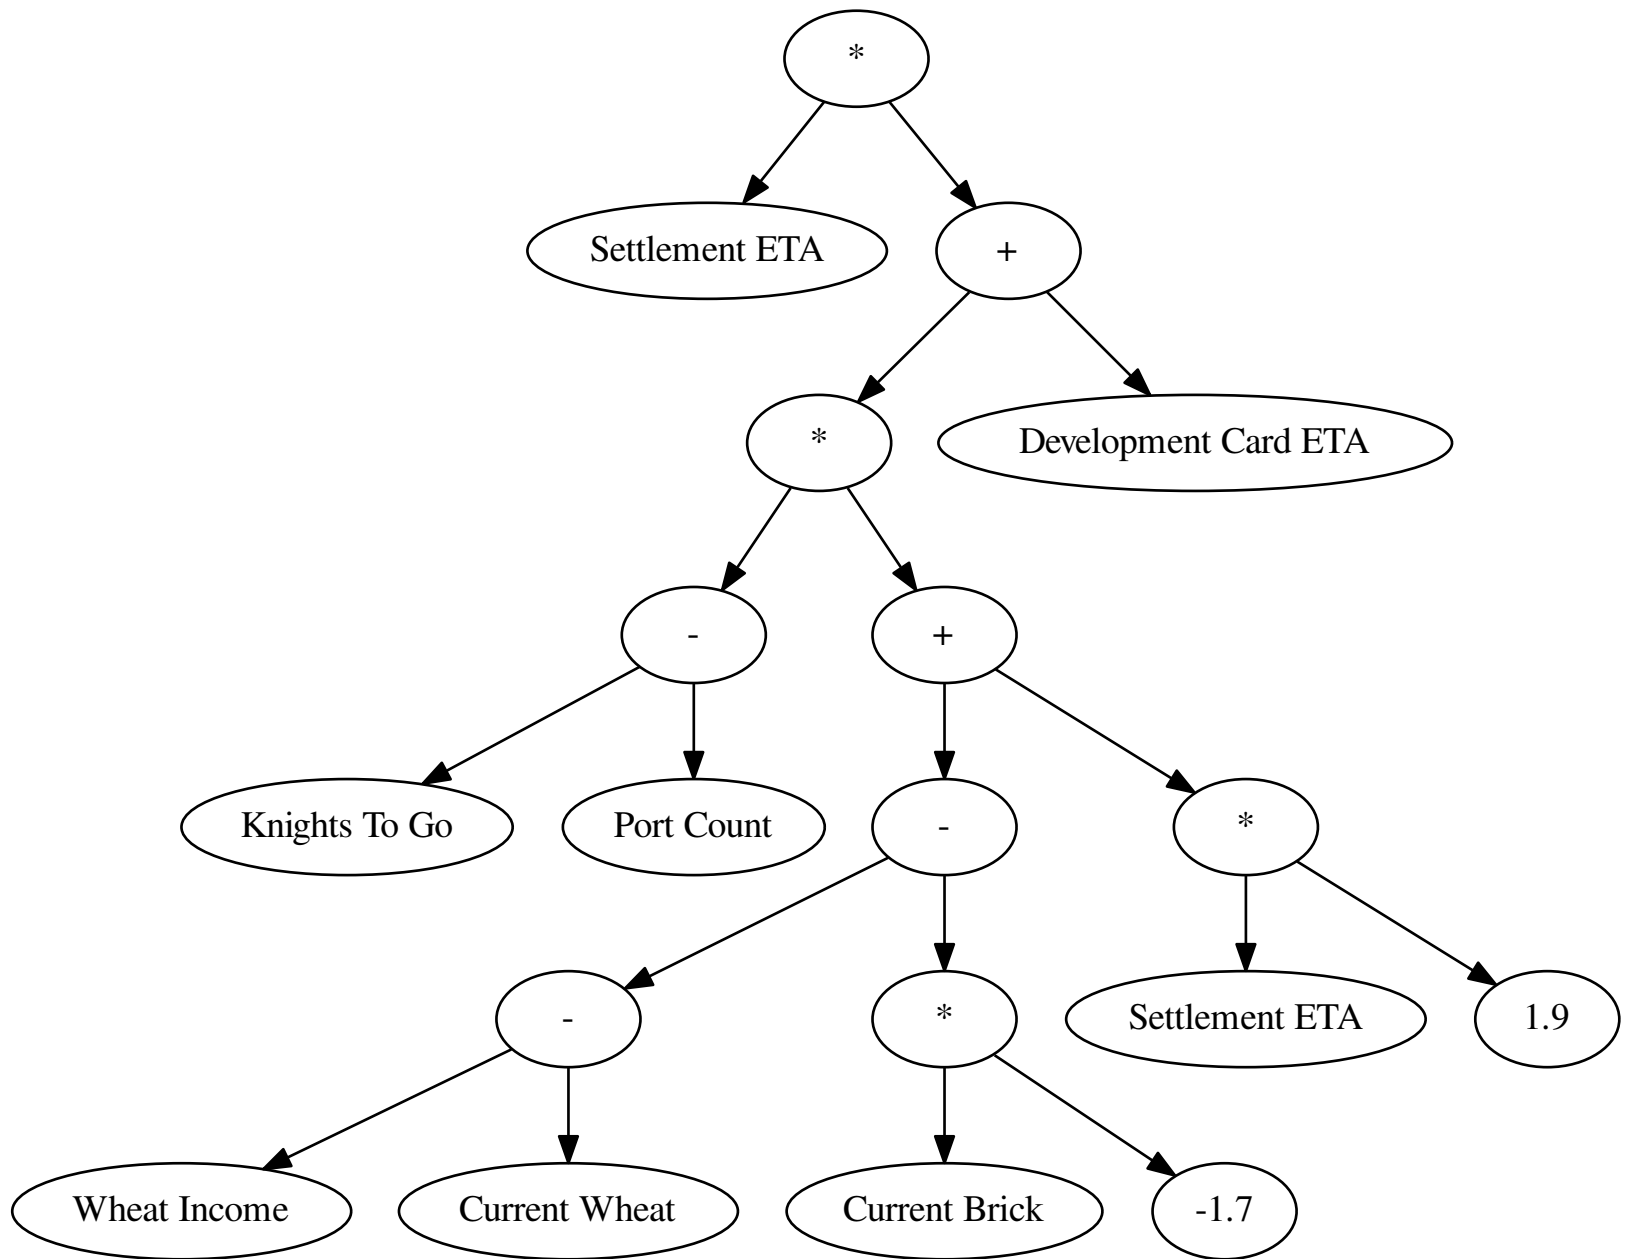 *
Settlement ETA
+
*
Development Card ETA
-
+
Knights To Go
Port Count
-
*
-
*
Settlement ETA
1.9
Wheat Income
Current Wheat
Current Brick
-1.7